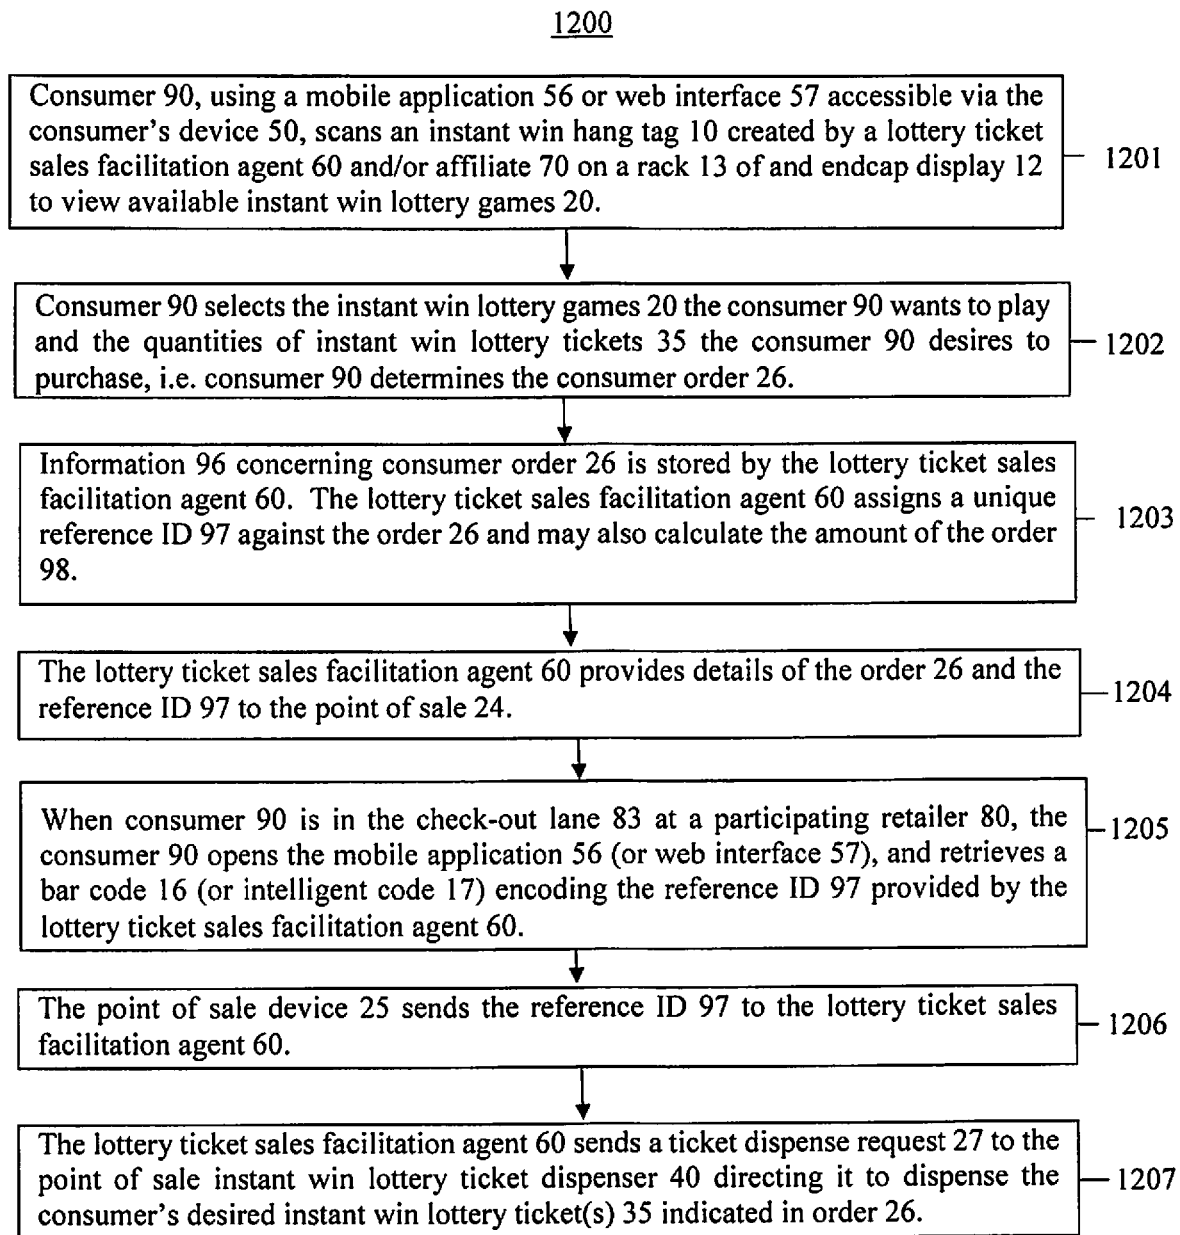 1200
Consumer 90, using a mobile application 56 or web interface 57 accessible via the
consumer's device 50, scans an instant win hang tag 10 created by a lottery ticket
sales facilitation agent 60 and/or affiliate 70 on a rack 13 of and endcap display 12
to view available instant win lottery games 20.
1201
Consumer 90 selects the instant win lottery games 20 the consumer 90 wants to play
and the quantities of instant win lottery tickets 35 the consumer 90 desires to
purchase, i.e. consumer 90 determines the consumer order 26.
1202
Information 96 concerning consumer order 26 is stored by the lottery ticket sales
facilitation agent 60. The lottery ticket sales facilitation agent 60 assigns a unique
reference ID 97 against the order 26 and may also calculate the amount of the order
98.
1203
The lottery ticket sales facilitation agent 60 provides details of the order 26 and the
reference ID 97 to the point of sale 24.
1204
When consumer 90 is in the check-out lane 83 at a participating retailer 80, the
consumer 90 opens the mobile application 56 (or web interface 57), and retrieves a
bar code 16 (or intelligent code 17) encoding the reference ID 97 provided by the
lottery ticket sales facilitation agent 60.
1205
The point of sale device 25 sends the reference ID 97 to the lottery ticket sales
facilitation agent 60.
1206
The lottery ticket sales facilitation agent 60 sends a ticket dispense request 27 to the
point of sale instant win lottery ticket dispenser 40 directing it to dispense the
consumer's desired instant win lottery ticket(s) 35 indicated in order 26.
1207